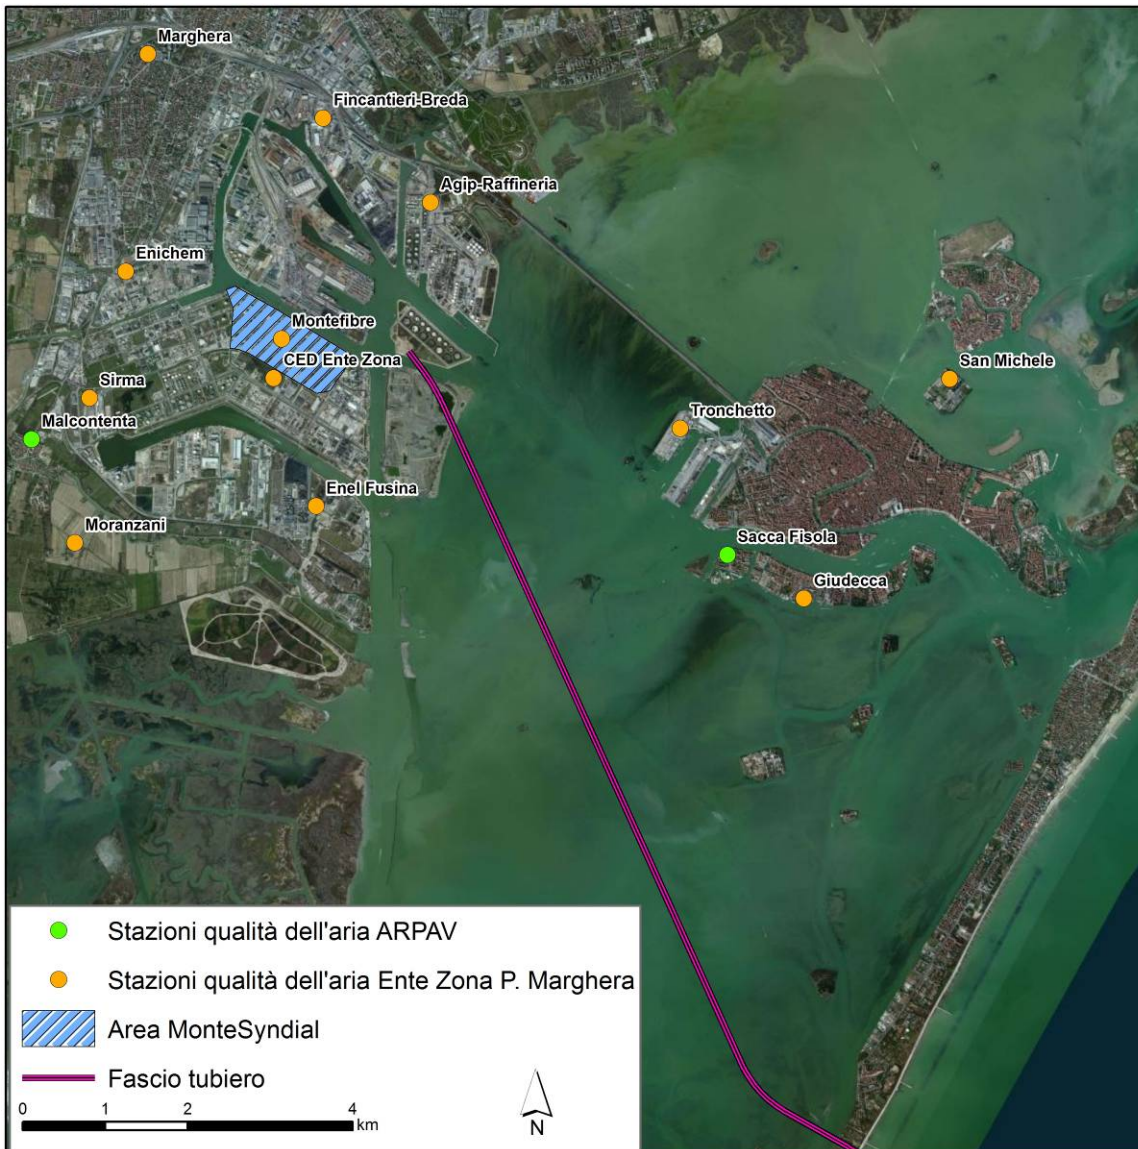 Marghera
Fincantieri-Breda
Agip-Raffineria
Enichem
Montefibre
CED Ente Zona
San Michele
Sirma
Malcontenta
Tronchetto
Enel Fusina
Moranzani
Sacca Fisola
Giudecca
Stazioni qualità dell'aria ARPAV
Stazioni qualità dell'aria Ente Zona P. Marghera
Area MonteSyndial
Fascio tubiero
0 2 4
km
N